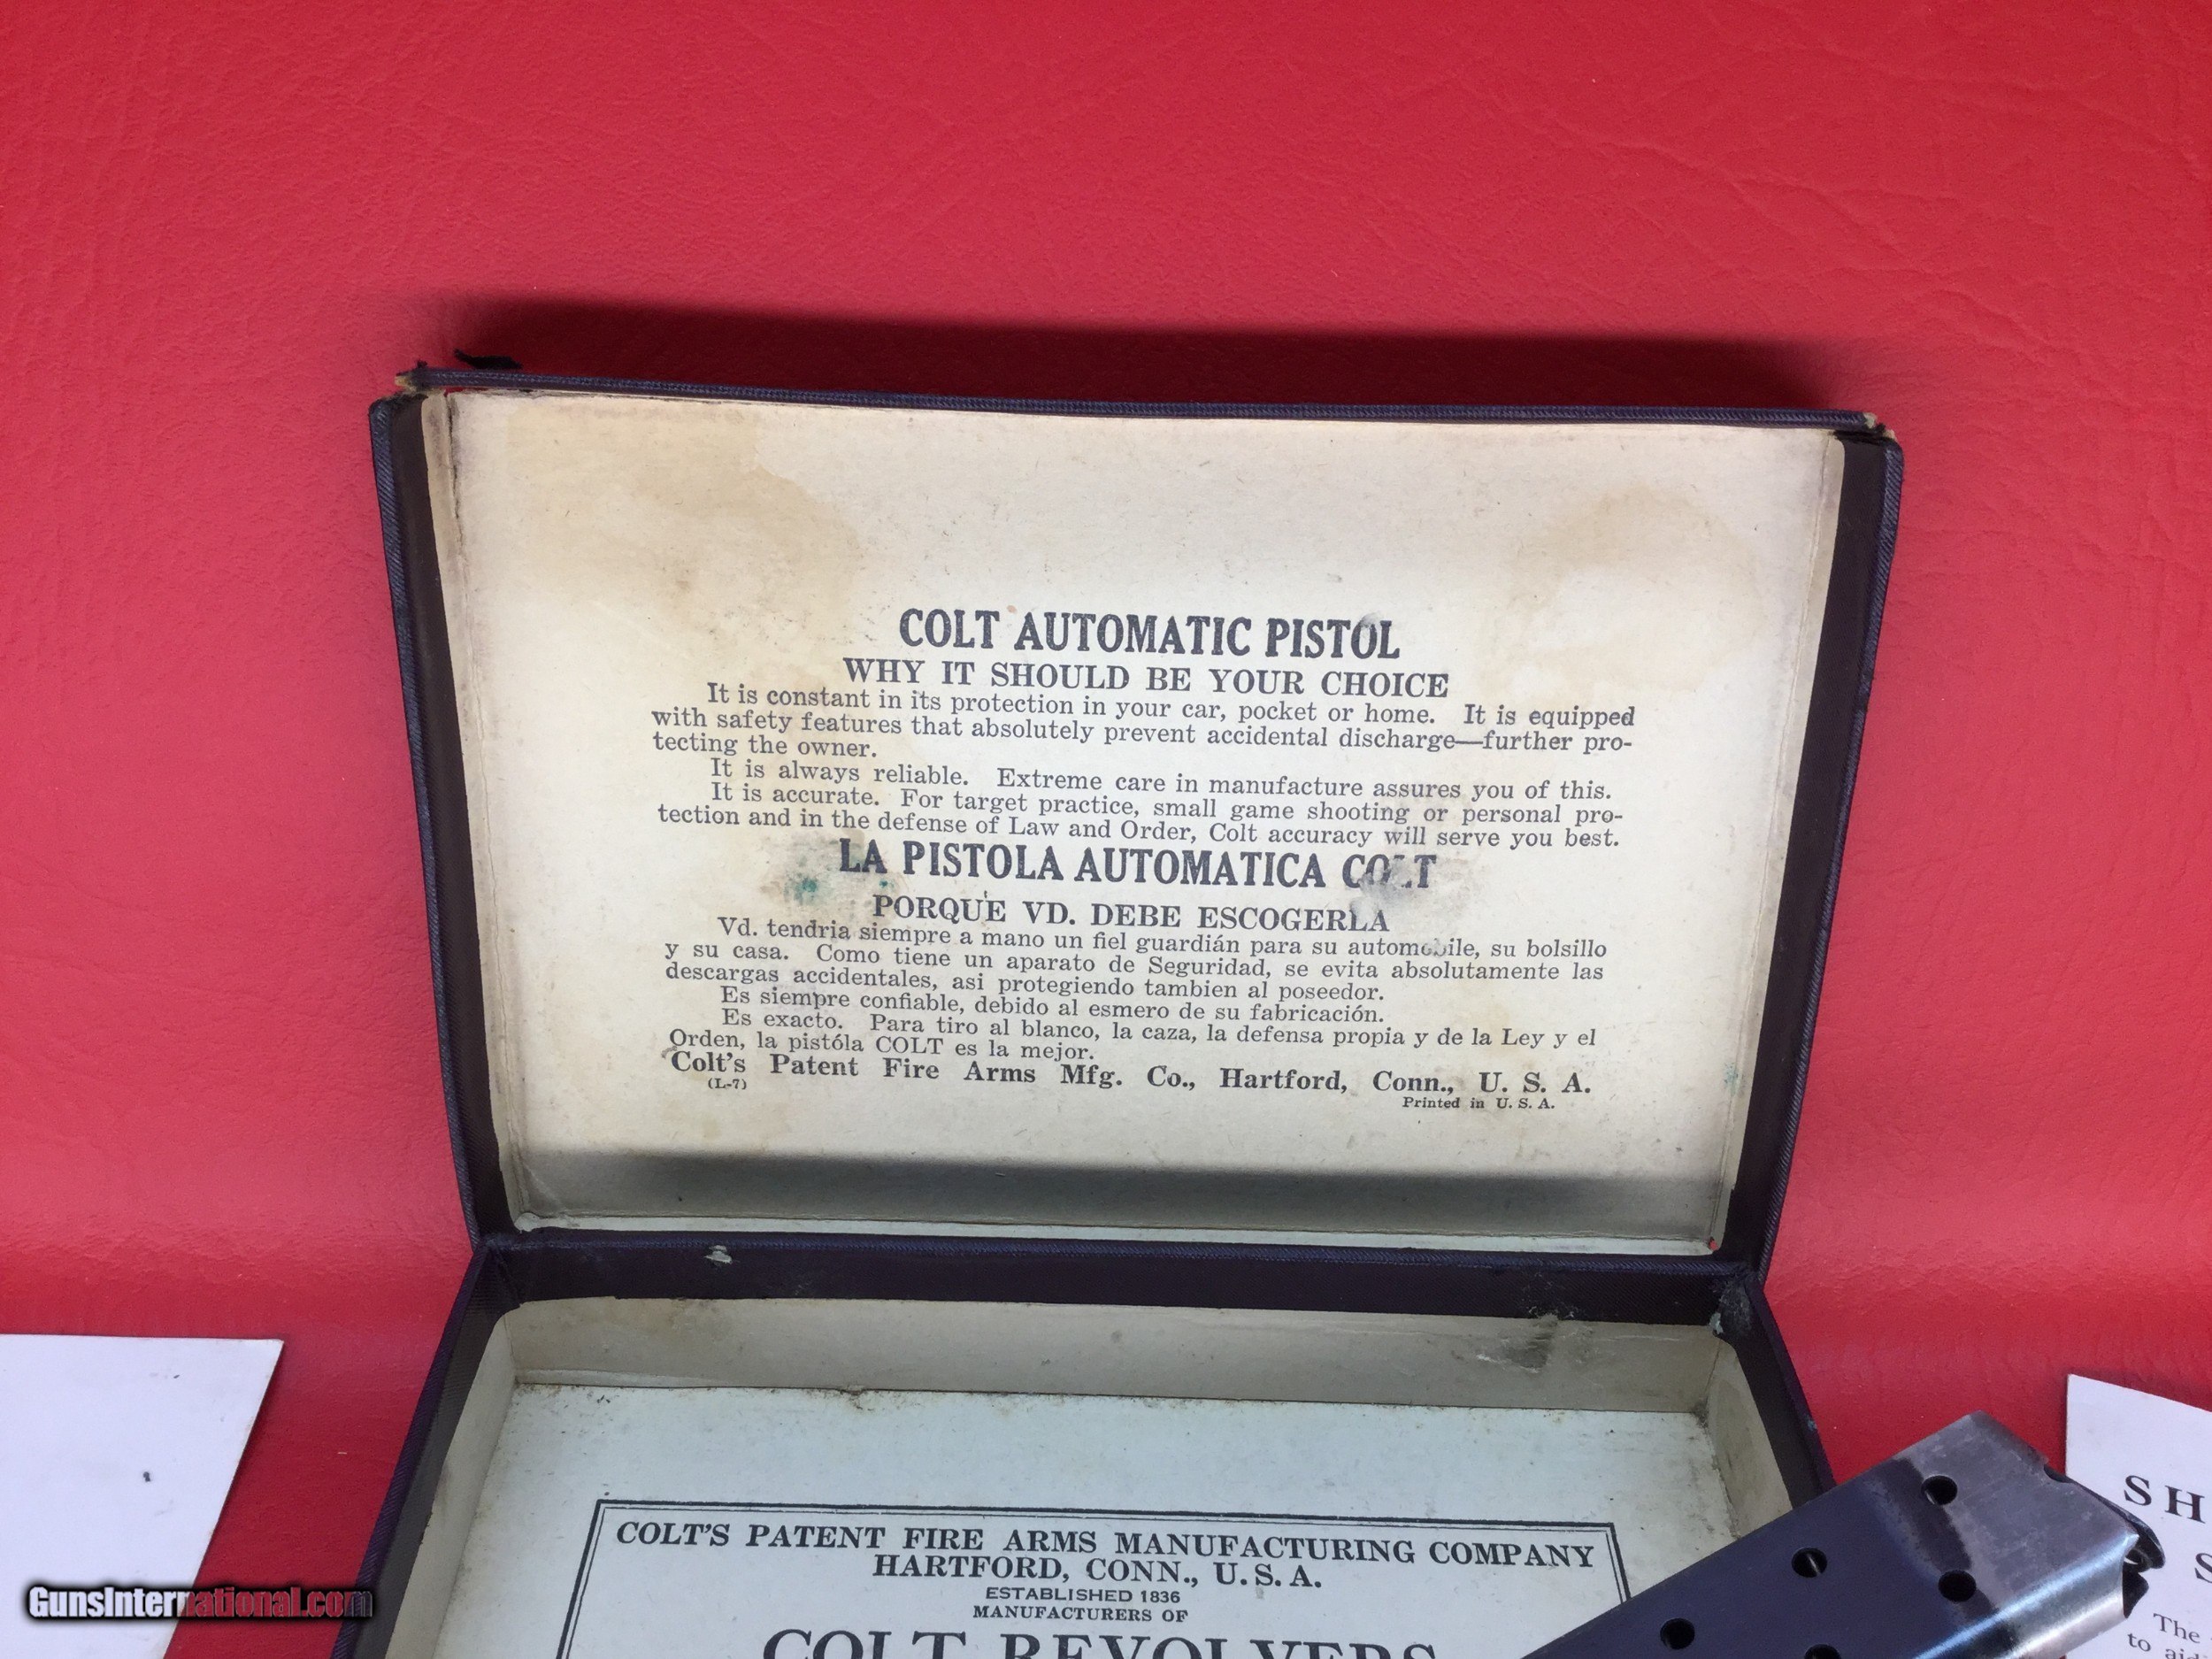 COLT AUTOMATIC PISTOL
WHY IT SHOULD BE YOUR CHOICE
It is constant in its protection in your car, pocket or home. It is equipped
with safety features that absolutely prevent accidental discharge—further pro-
tecting the owner.
It is always reliable. Extreme care in manufacture assures you of this.
It is accurate. For target practice, small game shooting or personal pro-
tection and in the defense of Law and Order, Colt accuracy will serve you best.
LA PISTOLA AUTOMATICA COLT
PORQUE VD. DEBE ESCOGERLA
Vd. tendria siempre a mano un fiel guardián para su automobile, su bolsillo
y su casa. Como tiene un aparato de Seguridad, se evita absolutamente las
descargas accidentales, asi protegiendo tambien al poseedor.
Es siempre confiable, debido al esmero de su fabricación.
Es exacto. Para tiro al blanco, la caza, la defensa propia y de la Ley y el
Orden, la pistóla COLT es la mejor.
Colt's Patent Fire Arms Mfg. Co., Hartford, Conn., U. S. A.
(L-7)
Printed in U. S. A.
COLT'S PATENT FIRE ARMS MANUFACTURING COMPANY
HARTFORD, CONN., U. S. A.
ESTABLISHED 1836
MANUFACTURERS OF
COLT REVOLVERS
SH
S
The
to aid
GunsInternational.com